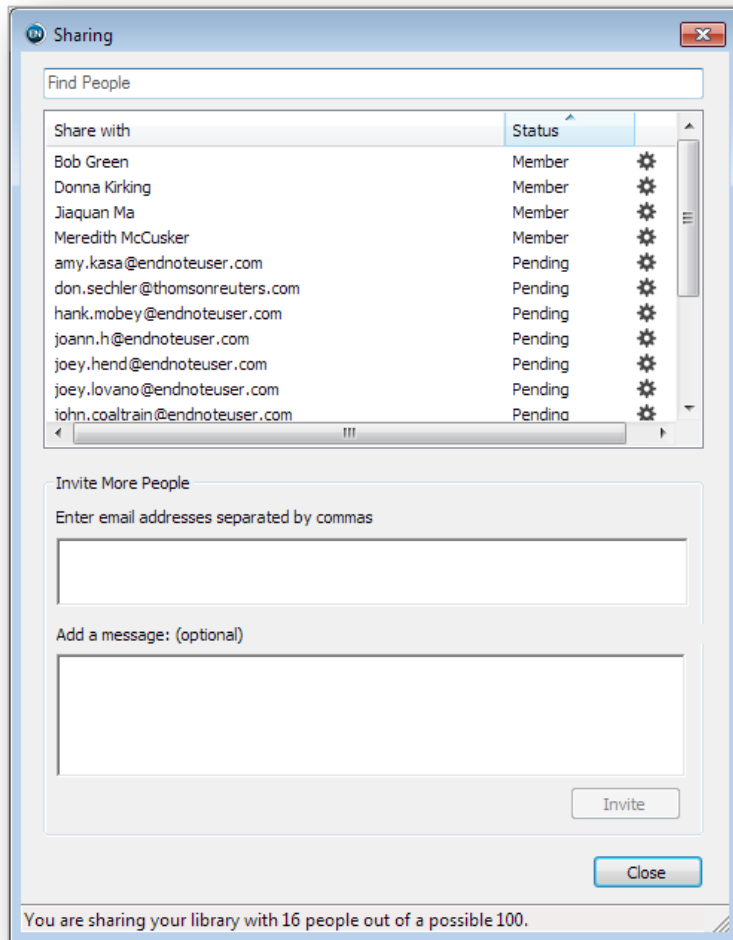 EN Sharing
Find People
Share with Status
Bob Green Member
Donna Kirking Member
Jiaquan Ma Member
Meredith McCusker Member
amy.kasa@endnoteuser.com Pending
don.sechler@thomsonreuters.com Pending
hank.mobey@endnoteuser.com Pending
joann.h@endnoteuser.com Pending
joey.hend@endnoteuser.com Pending
joey.lovano@endnoteuser.com Pending
john.coaltrain@endnoteuser.com Pending
Invite More People
Enter email addresses separated by commas
Add a message: (optional)
Invite
Close
You are sharing your library with 16 people out of a possible 100.